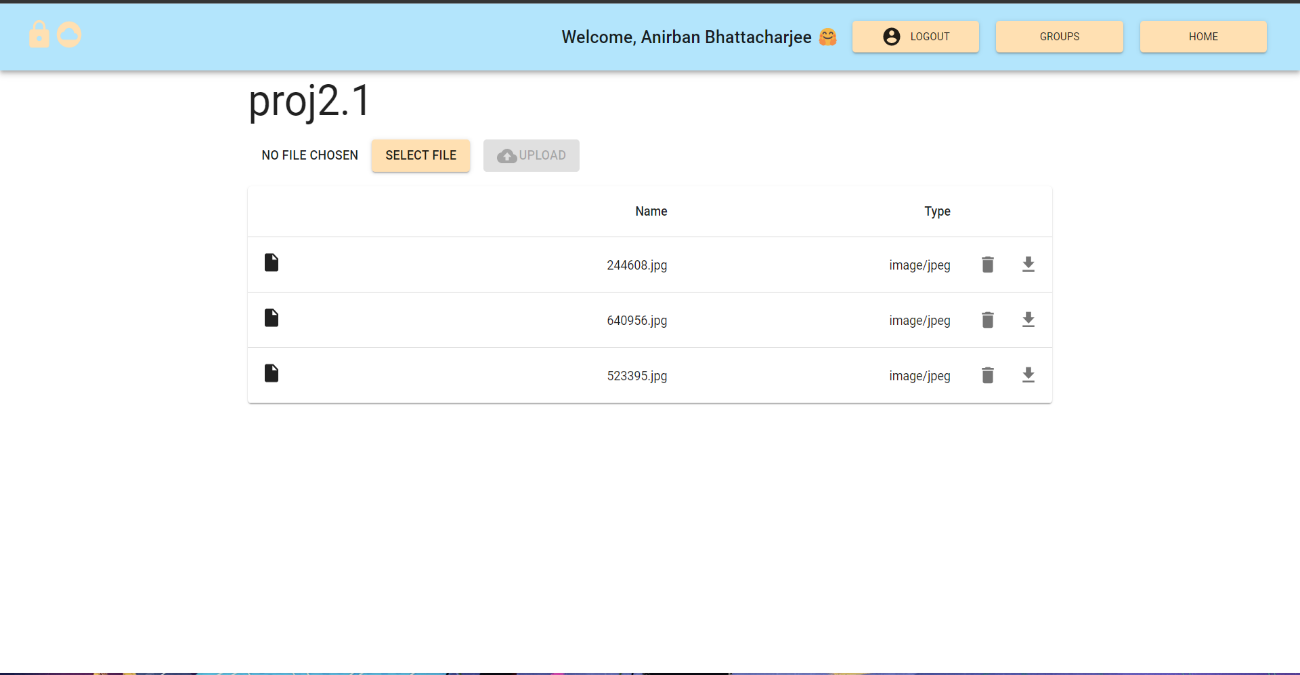 Welcome, Anirban Bhattacharjee 🤗 LOGOUT GROUPS HOME
proj2.1
NO FILE CHOSEN SELECT FILE UPLOAD
Name Type
244608.jpg image/jpeg
640956.jpg image/jpeg
523395.jpg image/jpeg